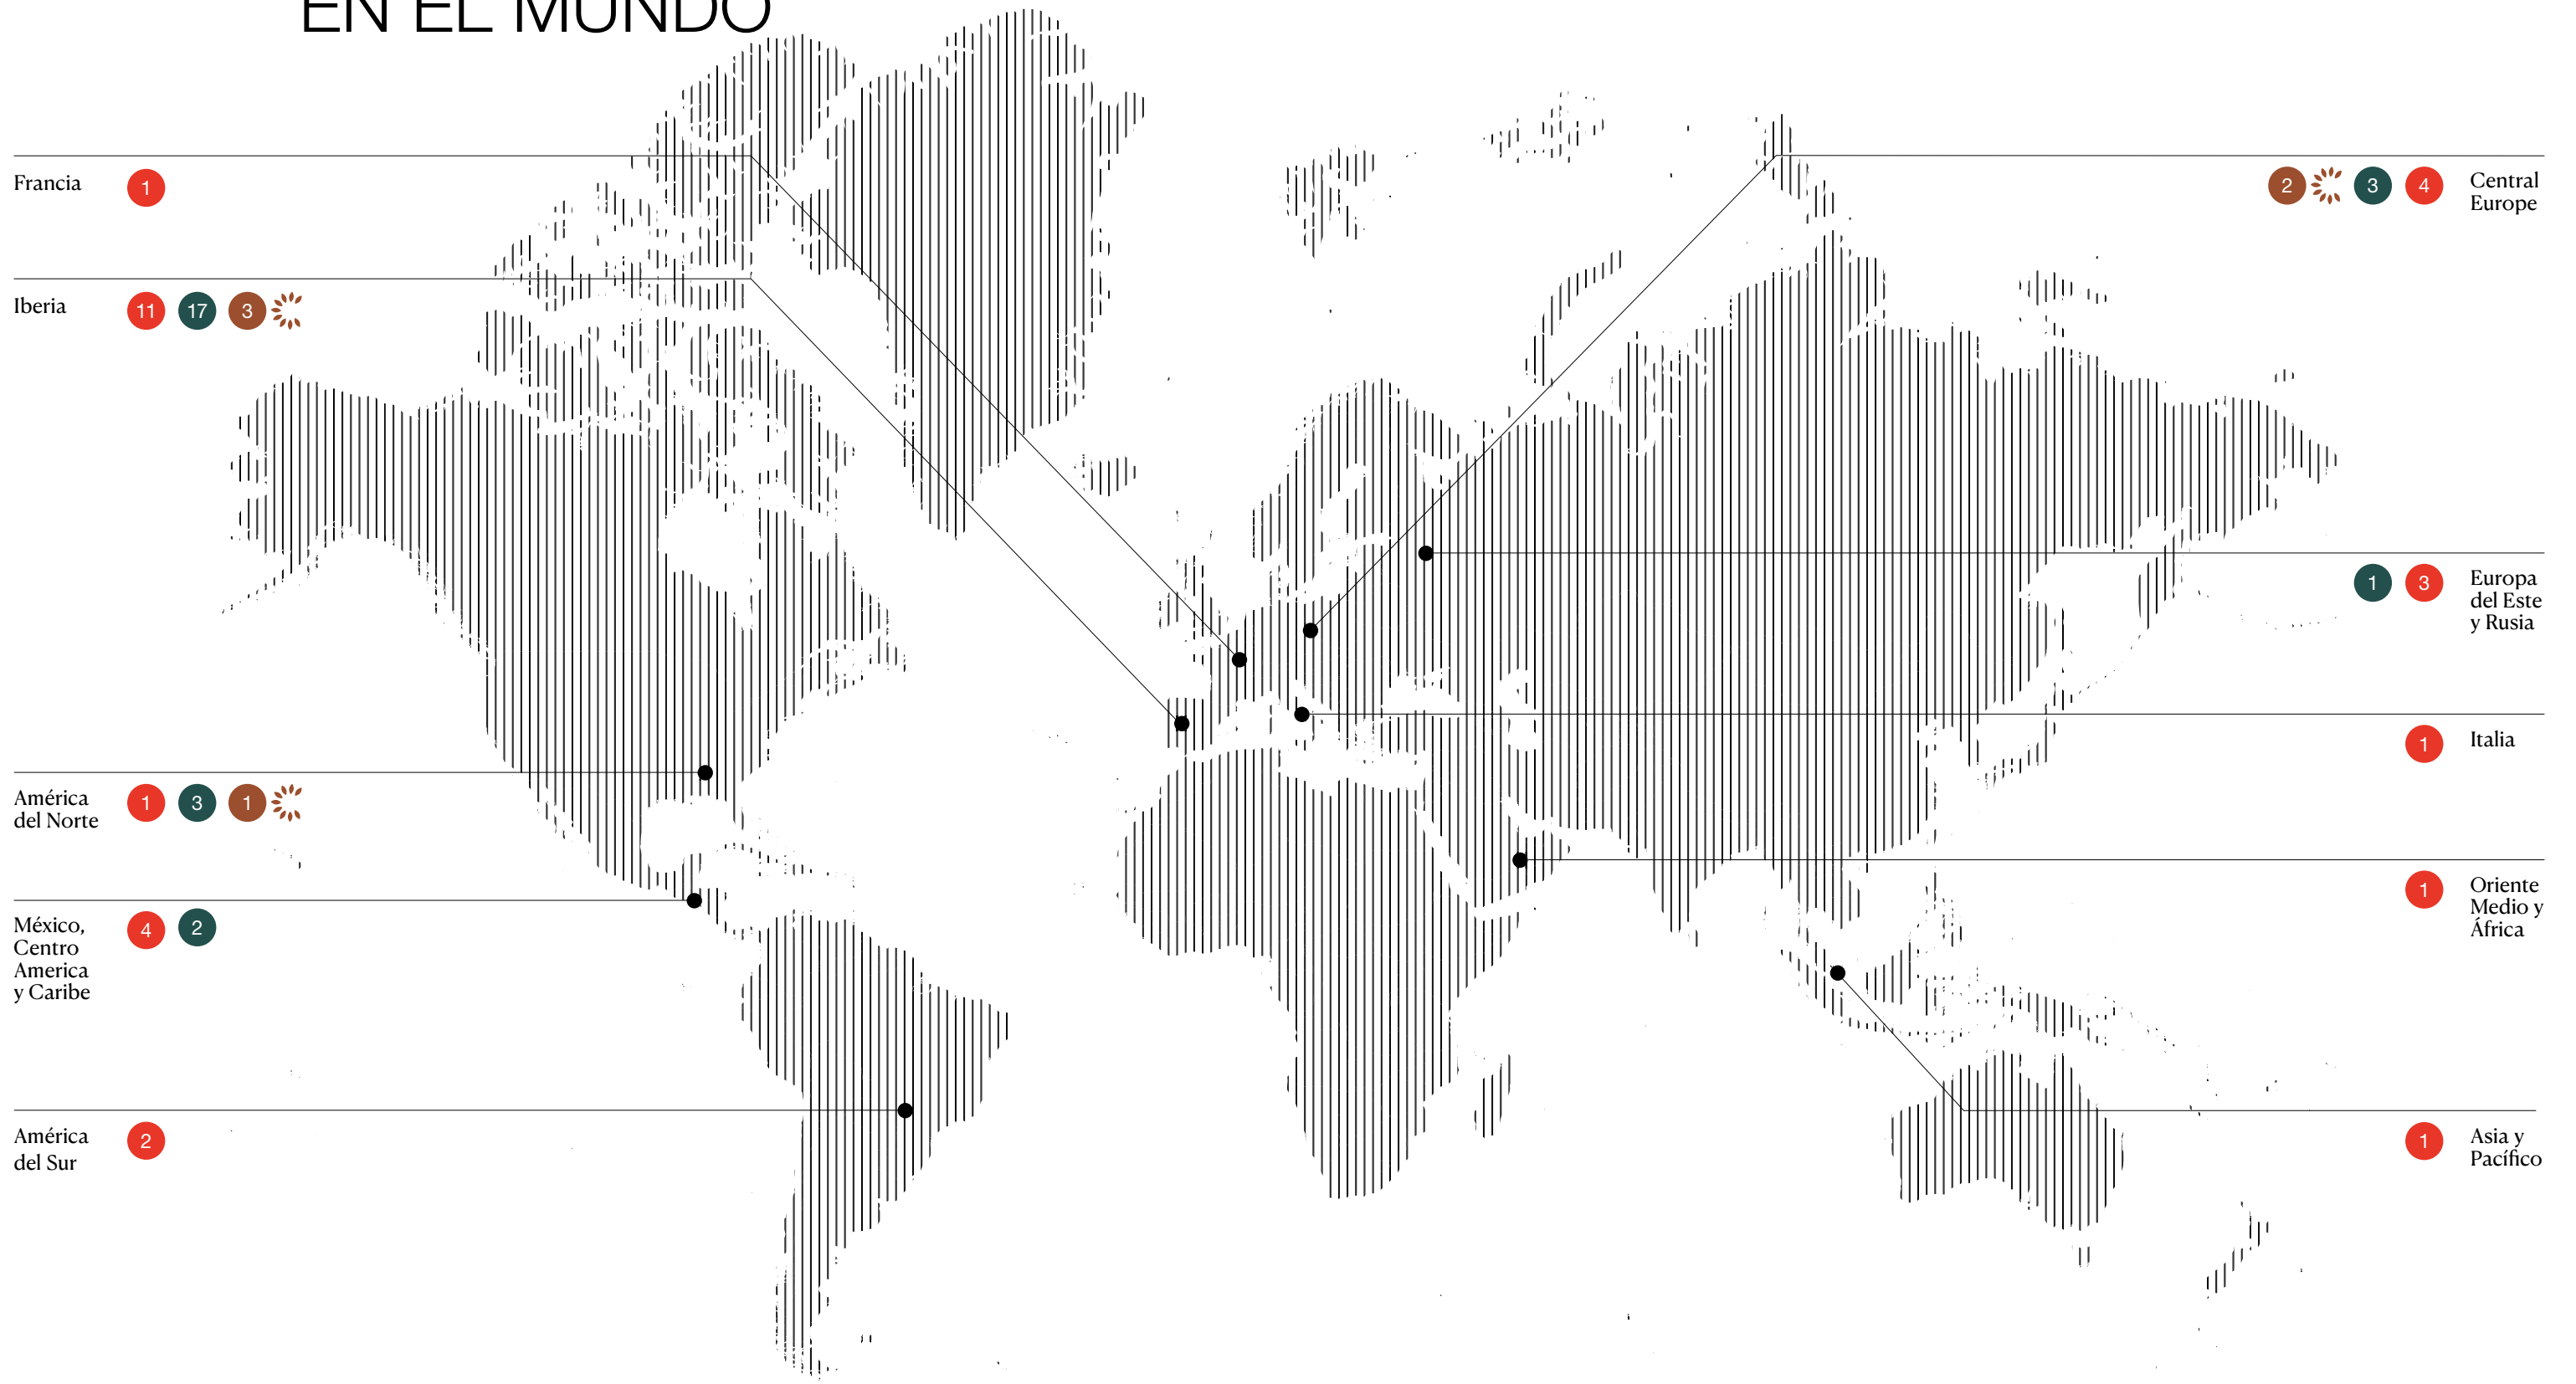 EN EL MUNDO
Francia
1
Iberia
11 17 3
América
del Norte
1 3 1
México,
Centro
America
y Caribe
4 2
América
del Sur
2
2 3 4
Central
Europe
1 3
Europa
del Este
y Rusia
1
Italia
1
Oriente
Medio y
África
1
Asia y
Pacífico